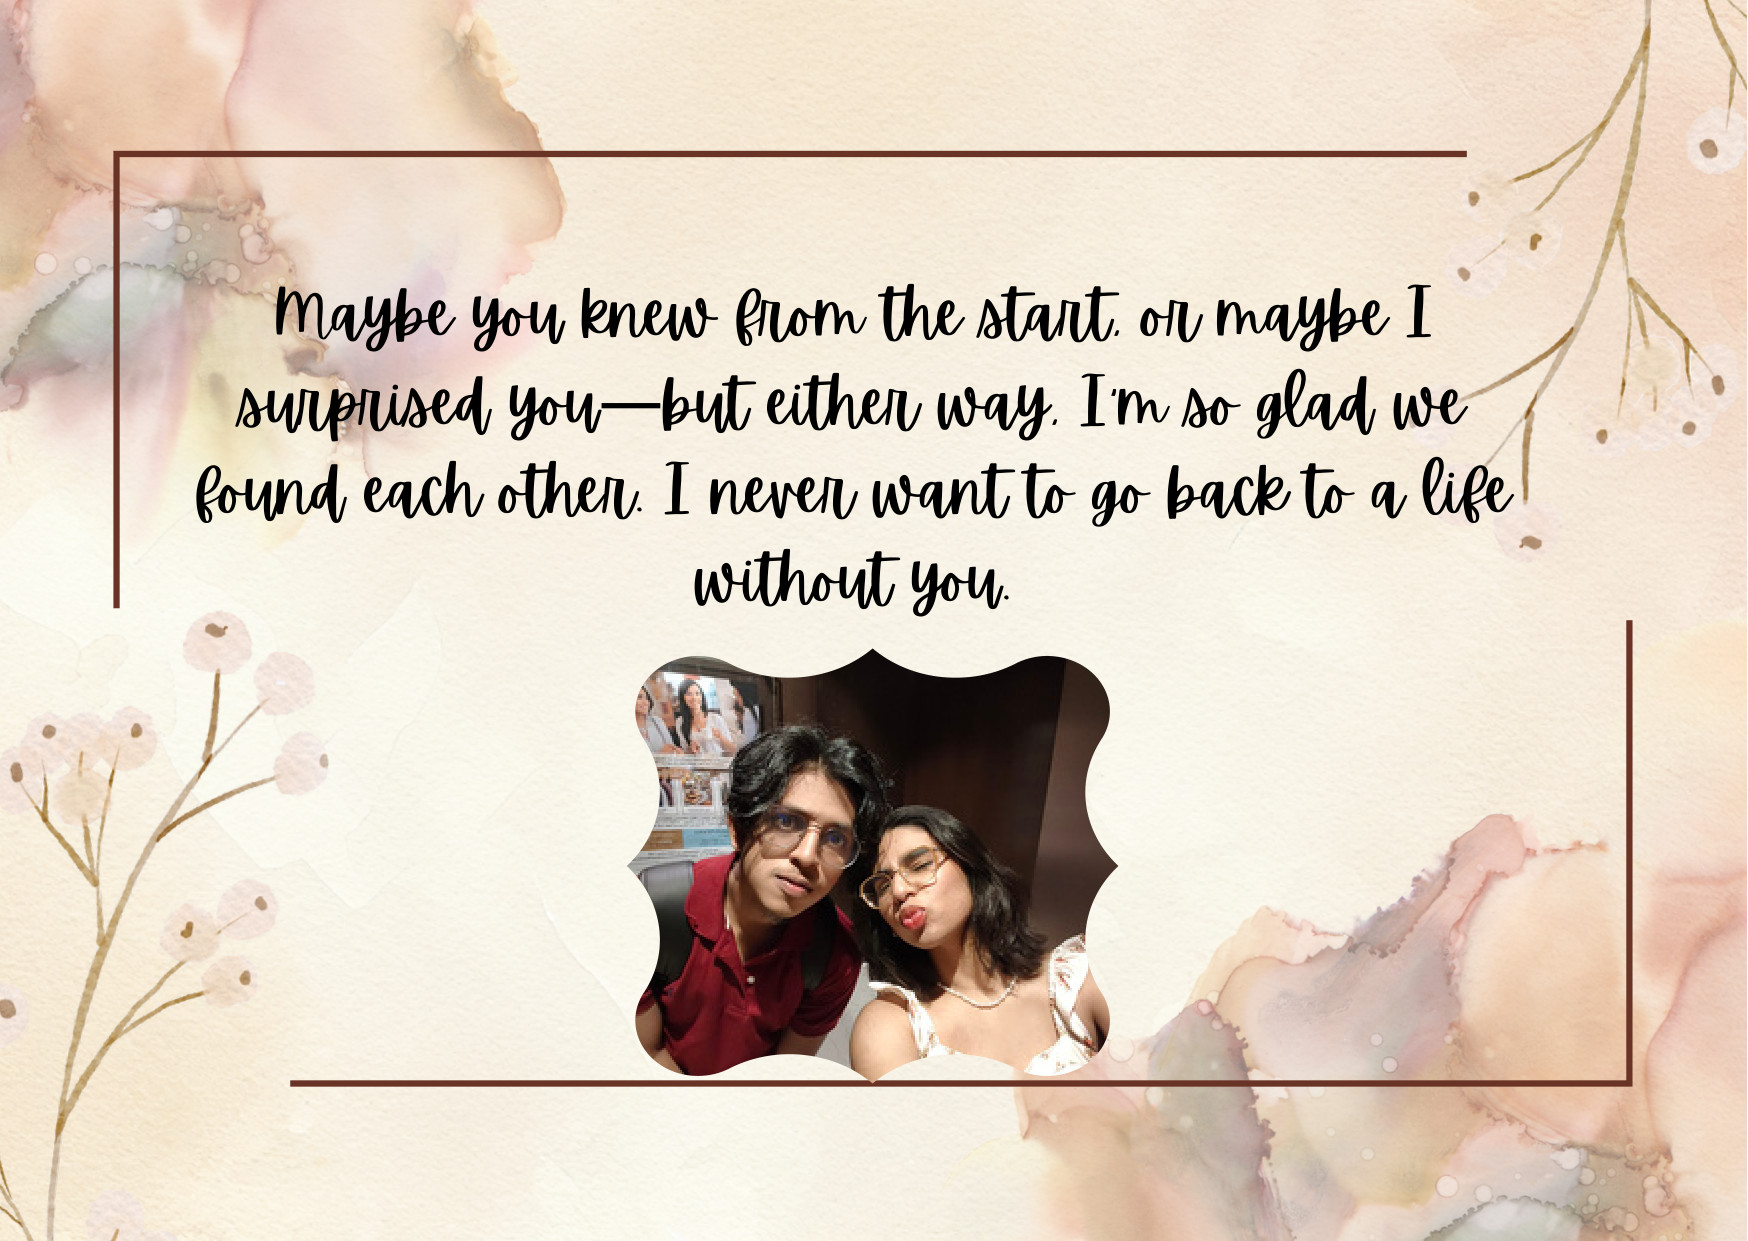 Maybe you knew from the start, or maybe I
surprised you—but either way, I'm so glad we
found each other. I never want to go back to a life
without you.